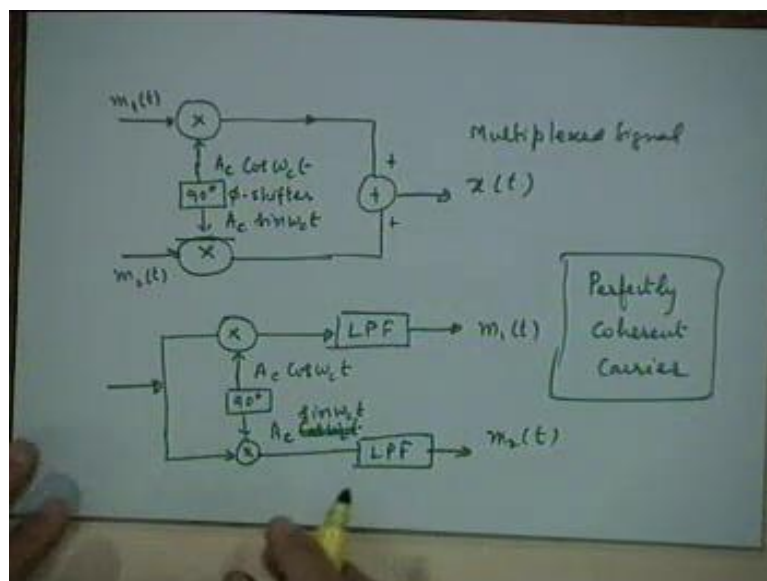 m₁(t)
×
A_c Cos ω_c t
90° φ-shifter
A_c sin ω_c t
m₂(t)
×
+
+
+
Multiplexed Signal
x(t)
Perfectly
Coherent
Carrier
×
LPF
m₁(t)
A_c Cos ω_c t
90°
sin ω_c t
A_c
×
LPF
m₂(t)